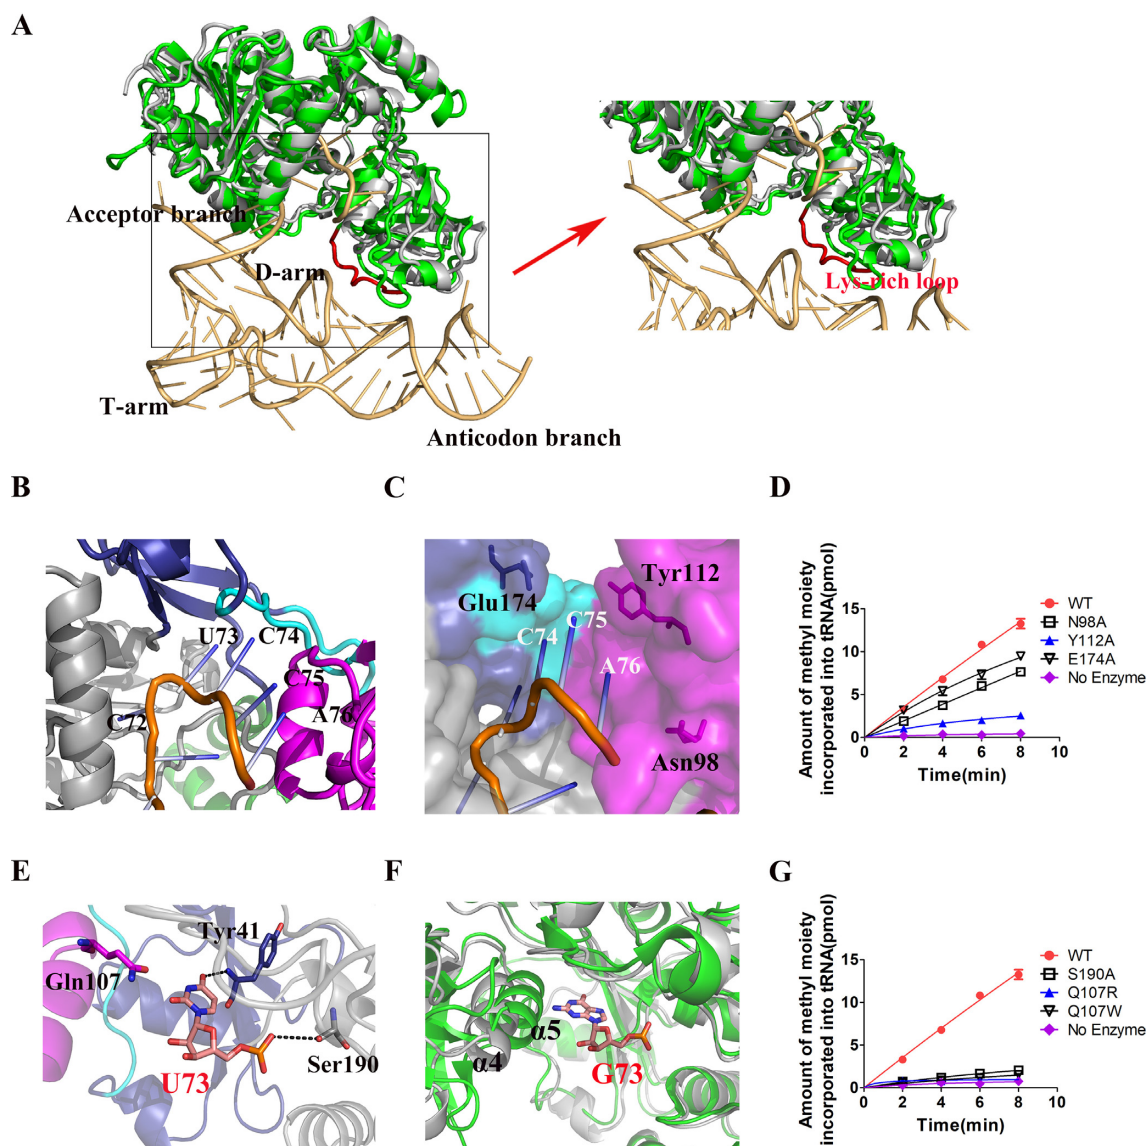 A
Acceptor branch
D-arm
T-arm
Anticodon branch
Lys-rich loop
B
U73
C74
C75
C72
A76
C
Glu174
Tyr112
C74
C75
A76
Asn98
D
Amount of methyl moiety
incorporated into tRNA(pmol)
15
10
5
0
0 2 4 6 8 10
Time(min)
WT
N98A
Y112A
E174A
No Enzyme
E
Tyr41
Gln107
U73
Ser190
F
α4
α5
G73
G
Amount of methyl moiety
incorporated into tRNA(pmol)
15
10
5
0
0 2 4 6 8 10
Time(min)
WT
S190A
Q107R
Q107W
No Enzyme